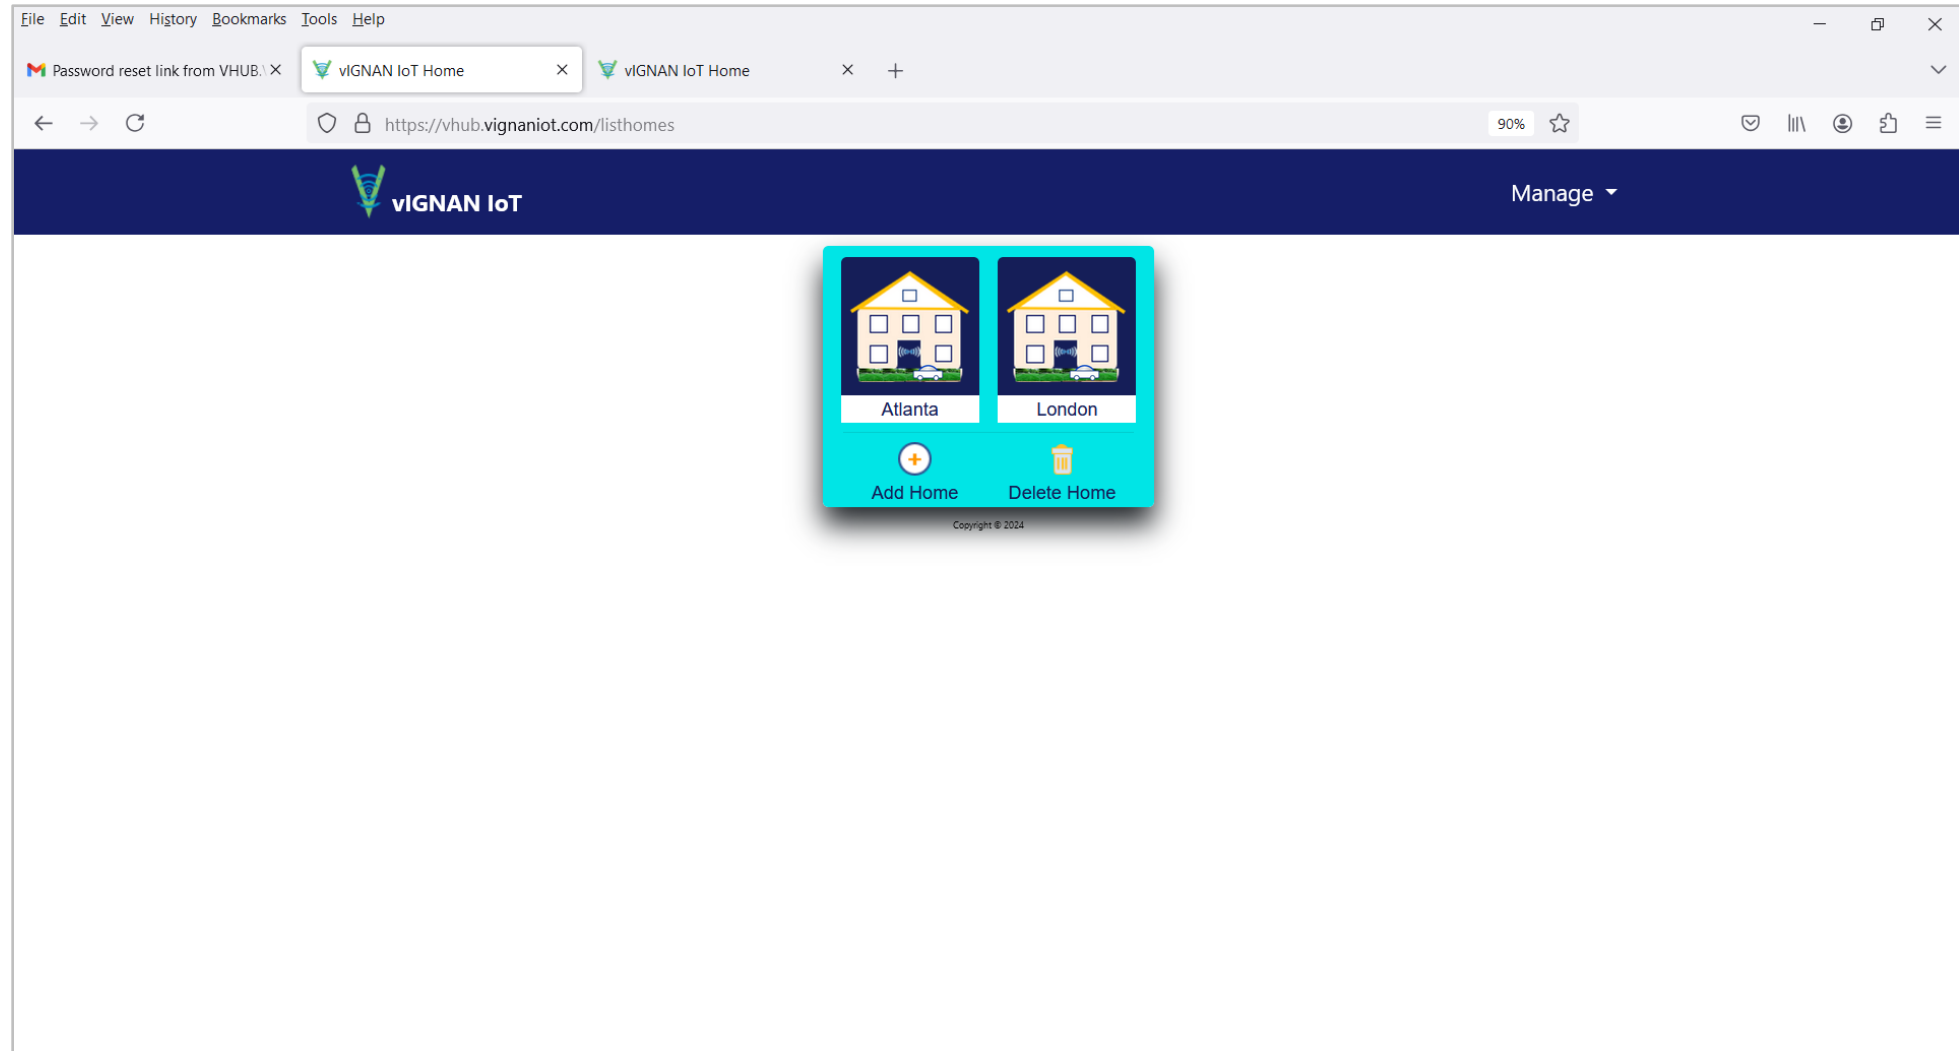 File Edit View History Bookmarks Tools Help
Password reset link from VHUB.
vIGNAN IoT Home
vIGNAN IoT Home
https://vhub.vignaniot.com/listhomes
90%
vIGNAN IoT
Manage
Atlanta London
Add Home Delete Home
Copyright © 2024